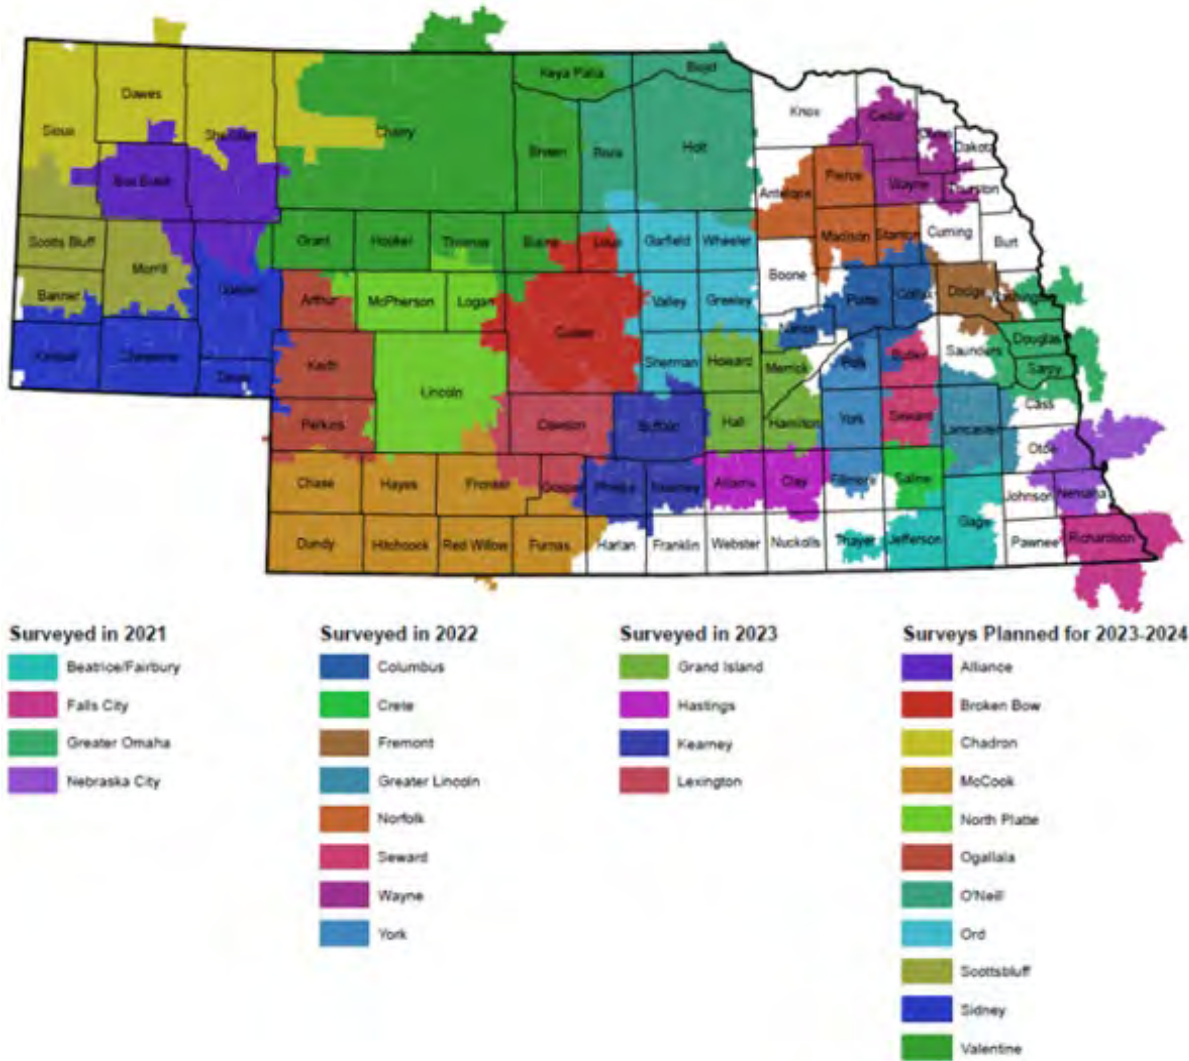 Knox
Boyd
Keya Paha
Dawes
Cedar
Sioux
Cherry
Dakota
Brown
Rock
Holt
Box Butte
Pierce
Wayne
Thurston
Antelope
Scotts Bluff
Grant
Hooker
Thomas
Blaine
Loup
Garfield
Wheeler
Madison
Stanton
Cuming
Burt
Morrill
Boone
Banner
Garden
Arthur
McPherson
Logan
Custer
Valley
Greeley
Platte
Colfax
Dodge
Nance
Douglas
Kimball
Cheyenne
Keith
Sherman
Howard
Merrick
Polk
Butler
Saunders
Sarpy
Deuel
Lincoln
Cass
Perkins
Dawson
Buffalo
Hall
Hamilton
York
Seward
Lancaster
Otoe
Chase
Hayes
Frontier
Gosper
Phelps
Kearney
Adams
Clay
Fillmore
Saline
Johnson
Nemaha
Gage
Dundy
Hitchcock
Red Willow
Furnas
Harlan
Franklin
Webster
Nuckolls
Thayer
Jefferson
Pawnee
Richardson
Surveyed in 2021
Beatrice/Fairbury
Falls City
Greater Omaha
Nebraska City
Surveyed in 2022
Columbus
Crete
Fremont
Greater Lincoln
Norfolk
Seward
Wayne
York
Surveyed in 2023
Grand Island
Hastings
Kearney
Lexington
Surveys Planned for 2023-2024
Alliance
Broken Bow
Chadron
McCook
North Platte
Ogallala
O'Neill
Ord
Scottsbluff
Sidney
Valentine